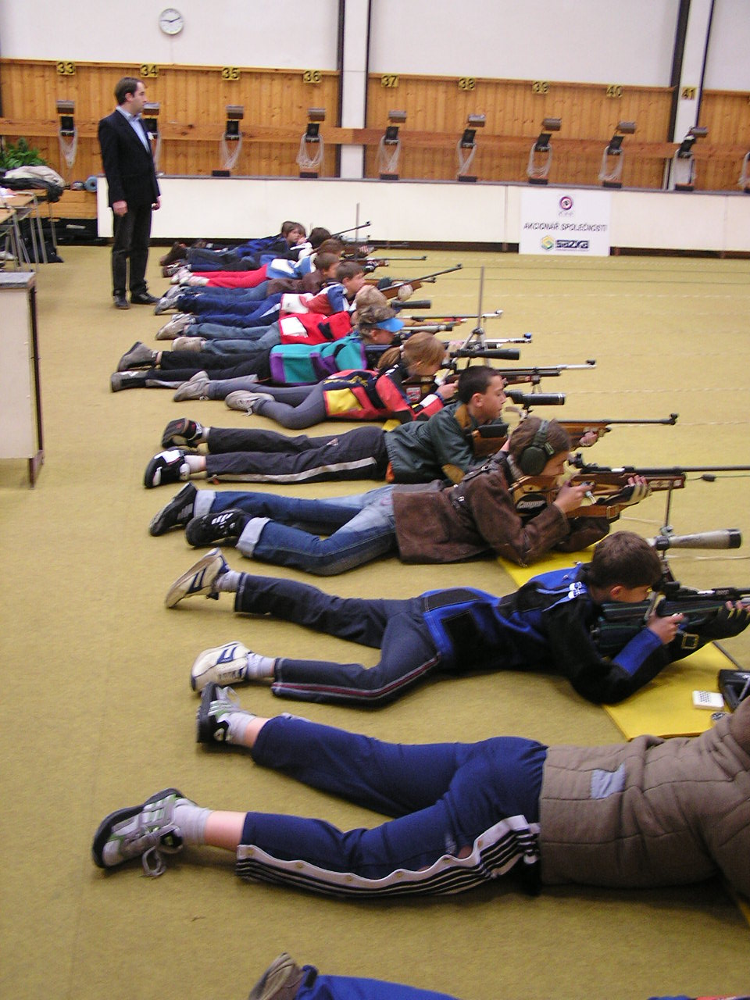 33 34 35 36 37 38 39 40 41
AKCIONÁŘ SPOLEČNOSTI
sazka